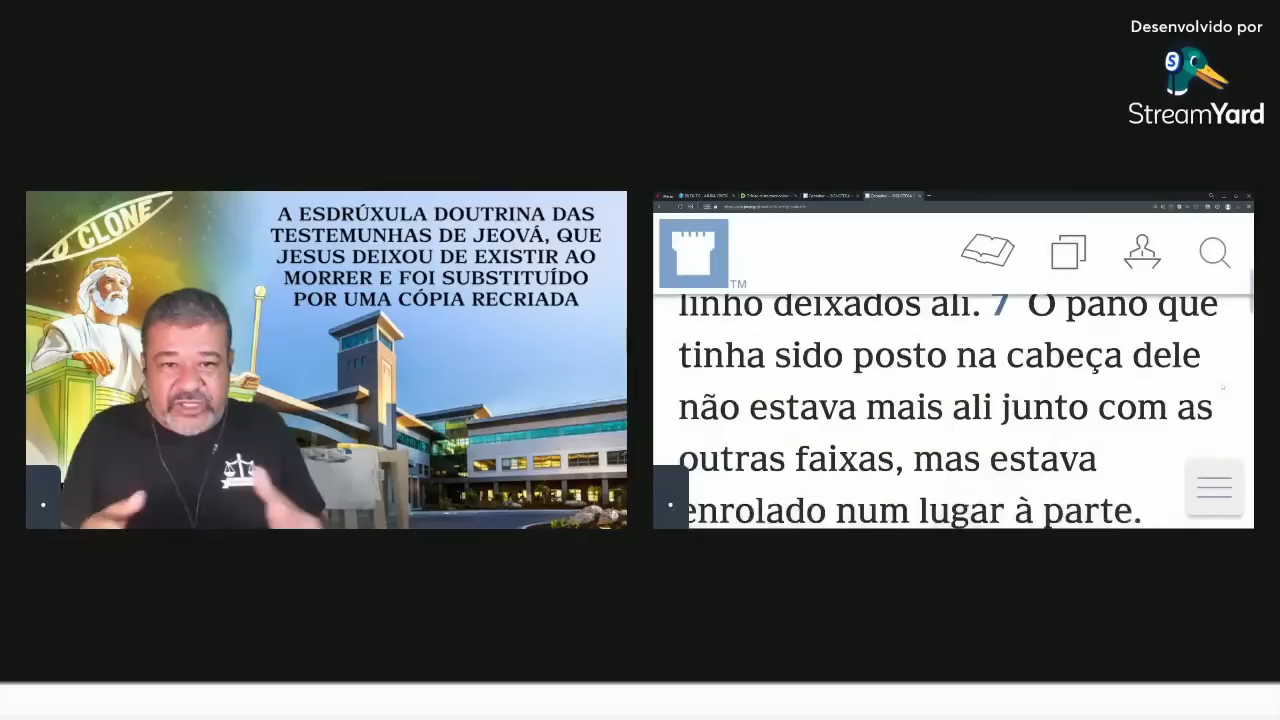 Desenvolvido por
S
StreamYard
O CLONE
A ESDRÚXULA DOUTRINA DAS
TESTEMUNHAS DE JEOVÁ, QUE
JESUS DEIXOU DE EXISTIR AO
MORRER E FOI SUBSTITUÍDO
POR UMA CÓPIA RECRIADA
TM
linho deixados ali. 7 O pano que
tinha sido posto na cabeça dele
não estava mais ali junto com as
outras faixas, mas estava
enrolado num lugar à parte.